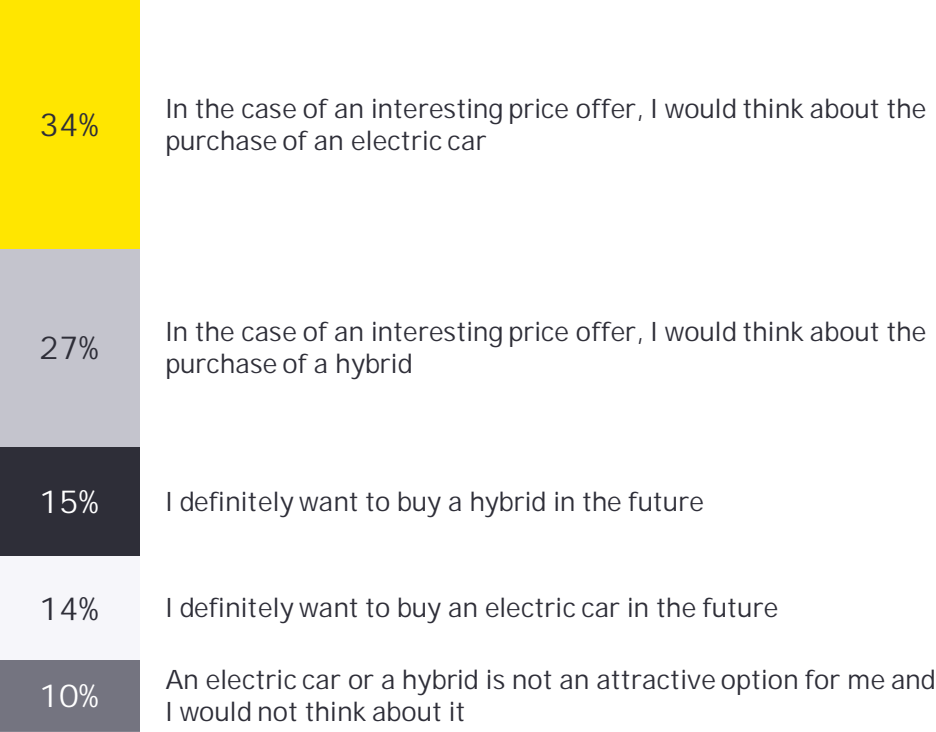 34%
In the case of an interesting price offer, I would think about the
purchase of an electric car
27%
In the case of an interesting price offer, I would think about the
purchase of a hybrid
15%
I definitely want to buy a hybrid in the future
14%
I definitely want to buy an electric car in the future
10%
An electric car or a hybrid is not an attractive option for me and
I would not think about it